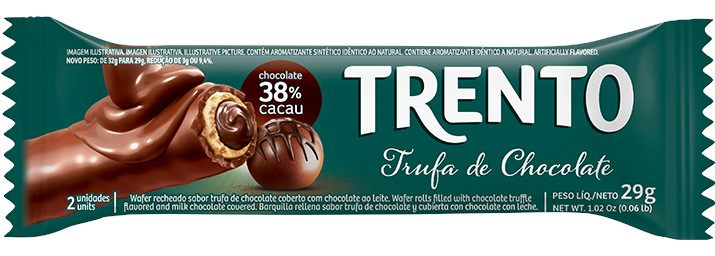 IMAGEM ILUSTRATIVA. IMAGEN ILUSTRATIVA. ILLUSTRATIVE PICTURE. CONTÉM AROMATIZANTE SINTÉTICO IDÊNTICO AO NATURAL. CONTIENE AROMATIZANTE IDÉNTICO A NATURAL. ARTIFICIALLY FLAVORED.
NOVO PESO: DE 32g PARA 29g, REDUÇÃO DE 3g OU 9,4%.
chocolate
38%
cacau
TRENTO
Trufa de Chocolate
2 unidades
units
Wafer recheado sabor trufa de chocolate coberto com chocolate ao leite. Wafer rolls filled with chocolate truffle
flavored and milk chocolate covered. Barquilla rellena sabor trufa de chocolate y cubierta con chocolate con leche.
PESO LÍQ./NETO 29g
NET WT. 1.02 Oz (0.06 lb)